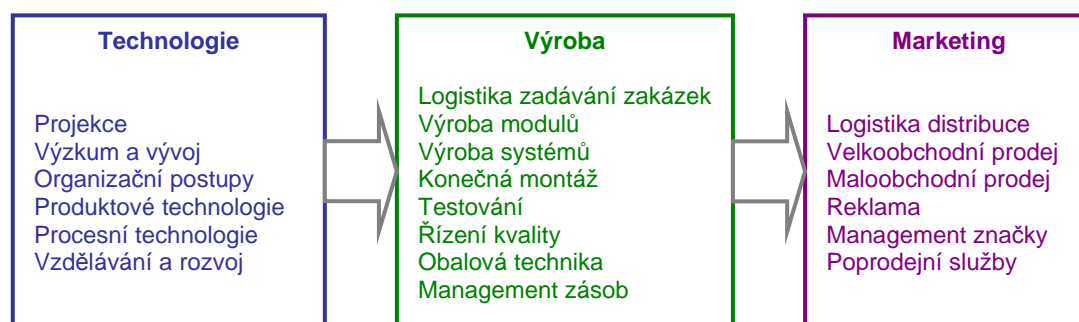 Technologie
Projekce
Výzkum a vývoj
Organizační postupy
Produktové technologie
Procesní technologie
Vzdělávání a rozvoj
Výroba
Logistika zadávání zakázek
Výroba modulů
Výroba systémů
Konečná montáž
Testování
Řízení kvality
Obalová technika
Management zásob
Marketing
Logistika distribuce
Velkoobchodní prodej
Maloobchodní prodej
Reklama
Management značky
Poprodejní služby